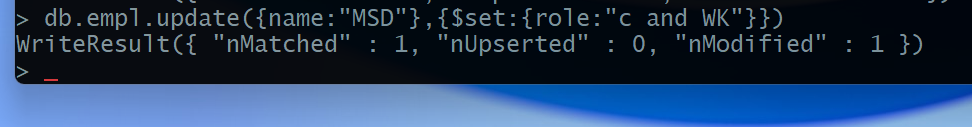 > db.empl.update({name:"MSD"},{$set:{role:"c and WK"}})
WriteResult({ "nMatched" : 1, "nUpserted" : 0, "nModified" : 1 })
> _